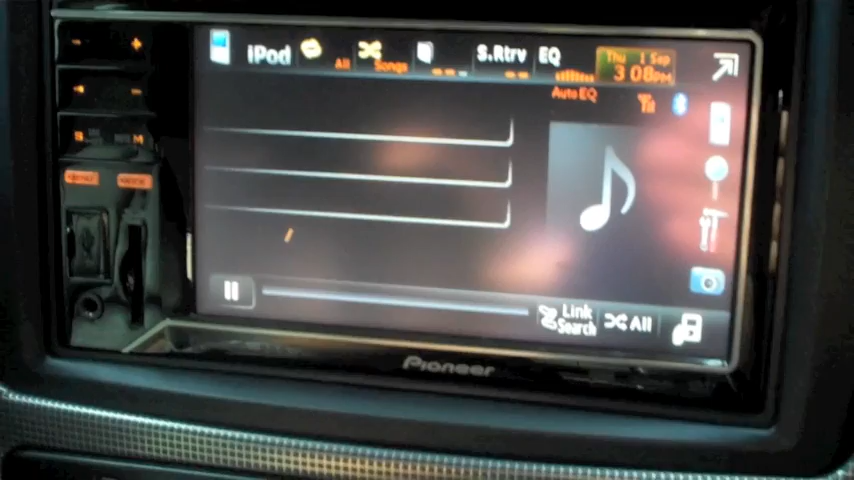 iPod
All
Songs
S.Rtrv
EQ
Thu 1 Sep
3 08PM
Auto EQ
S
M
Link
Search
All
Pioneer